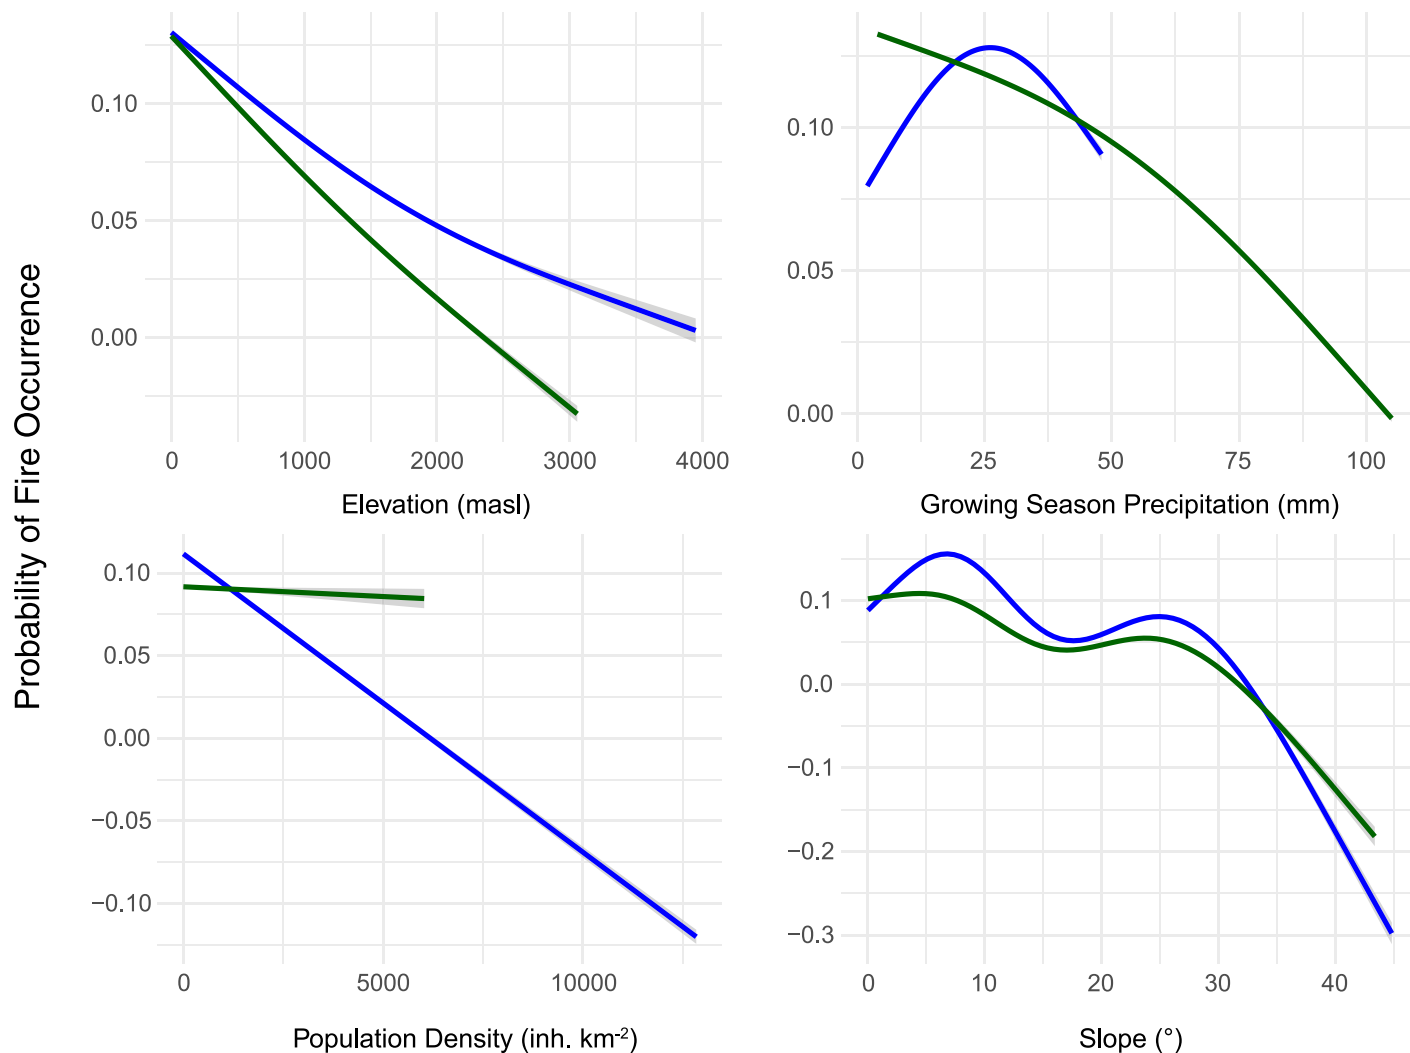 Probability of Fire Occurrence
0.10
0.05
0.00
0 1000 2000 3000 4000
Elevation (masl)
0.10
0.05
0.00
0 25 50 75 100
Growing Season Precipitation (mm)
0.10
0.05
0.00
−0.05
−0.10
0 5000 10000
Population Density (inh. km⁻²)
0.1
0.0
−0.1
−0.2
−0.3
0 10 20 30 40
Slope (°)